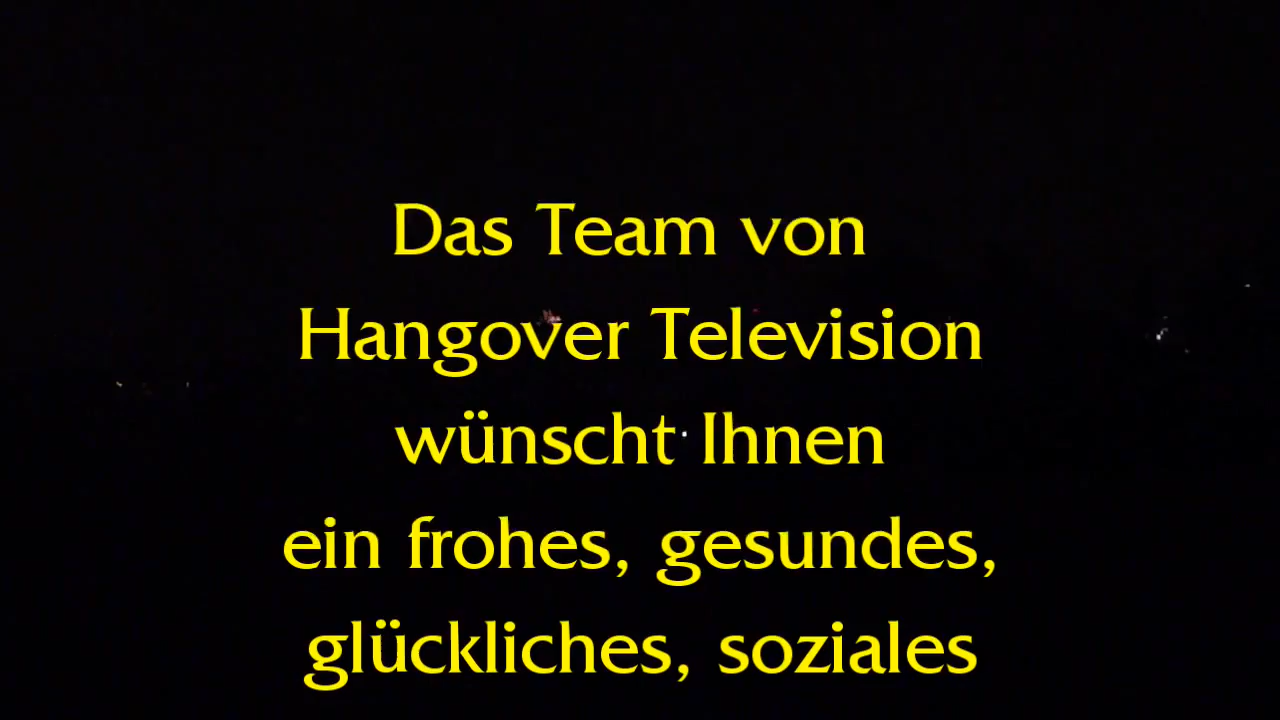 Das Team von
Hangover Television
wünscht Ihnen
ein frohes, gesundes,
glückliches, soziales